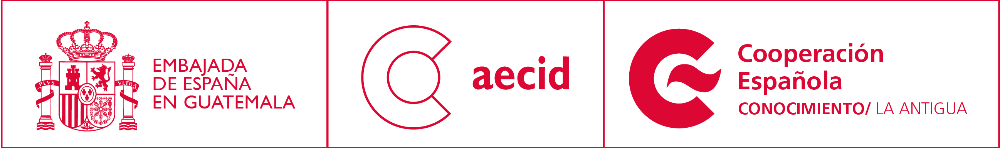 PLVS VLTRA
EMBAJADA
DE ESPAÑA
EN GUATEMALA
aecid
Cooperación
Española
CONOCIMIENTO/ LA ANTIGUA